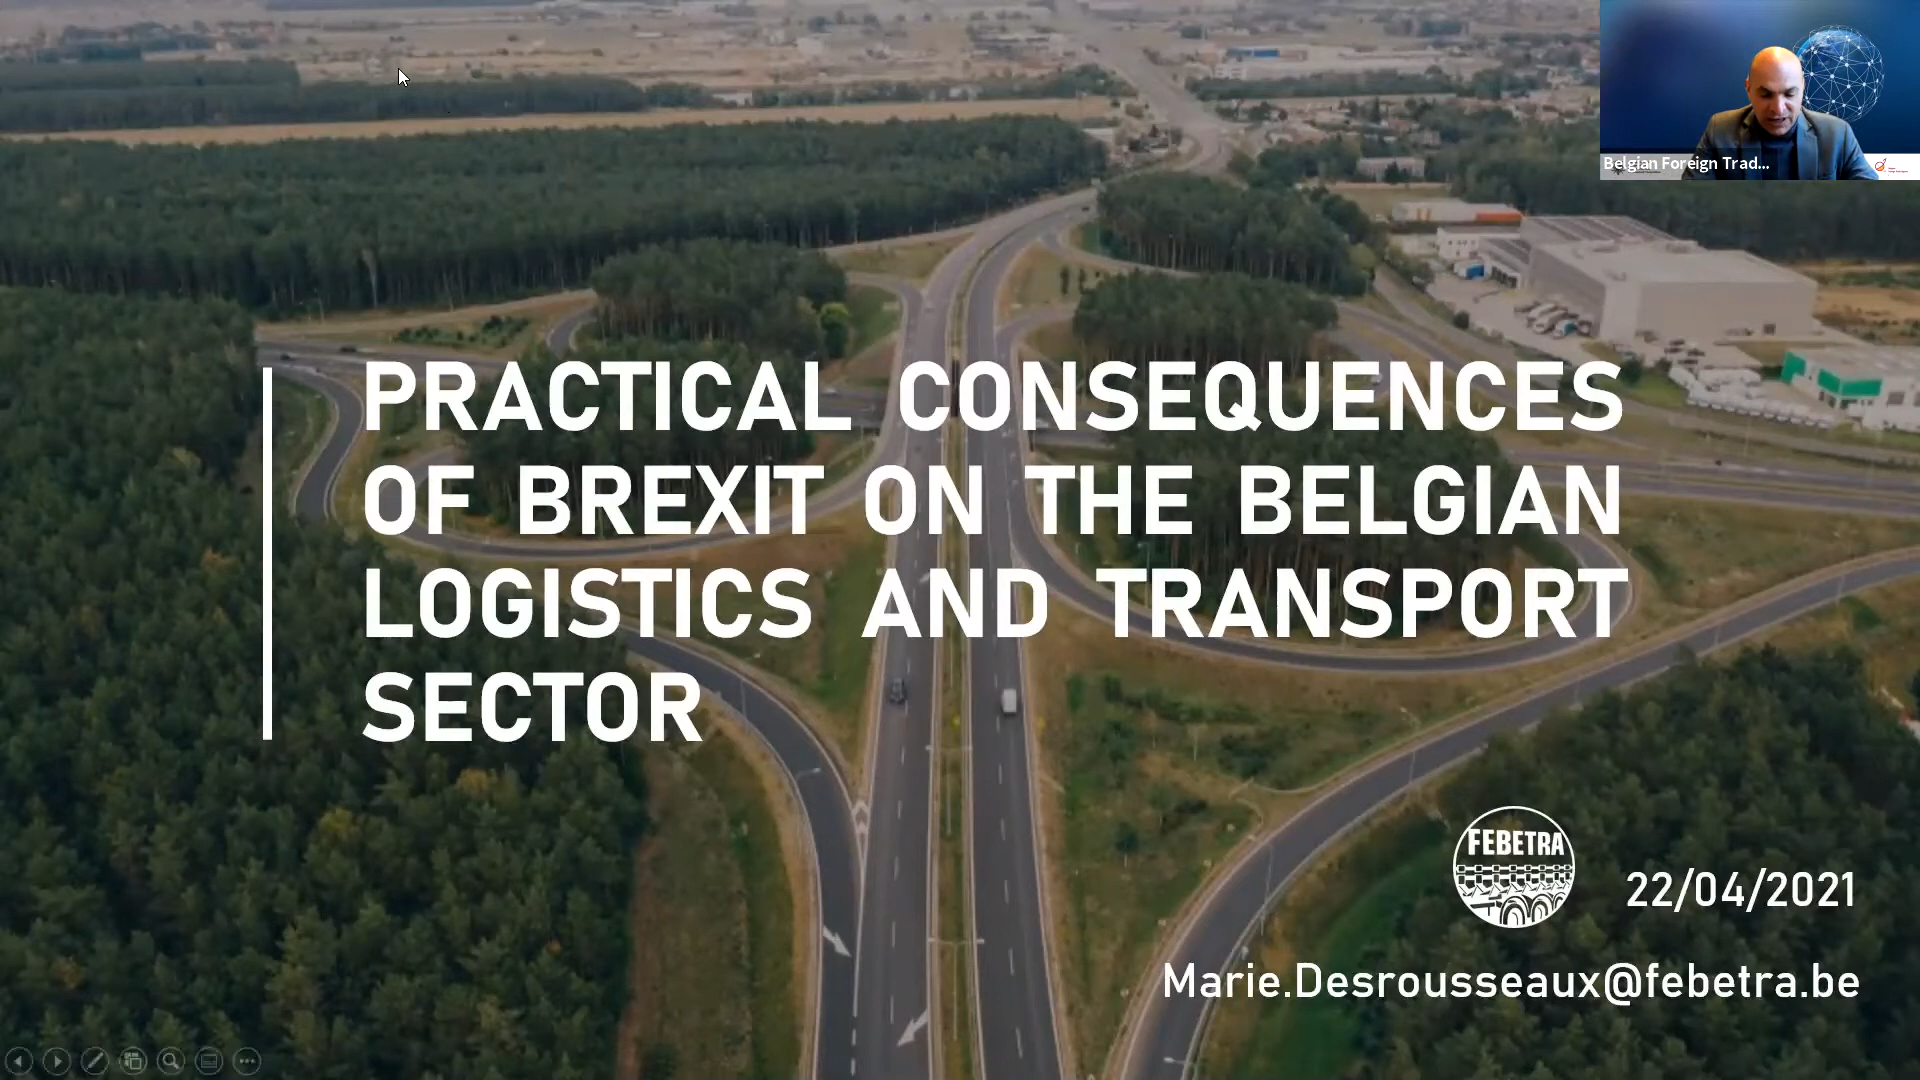 Belgian Foreign Trad...
PRACTICAL CONSEQUENCES
OF BREXIT ON THE BELGIAN
LOGISTICS AND TRANSPORT
SECTOR
FEBETRA
22/04/2021
Marie.Desrousseaux@febetra.be